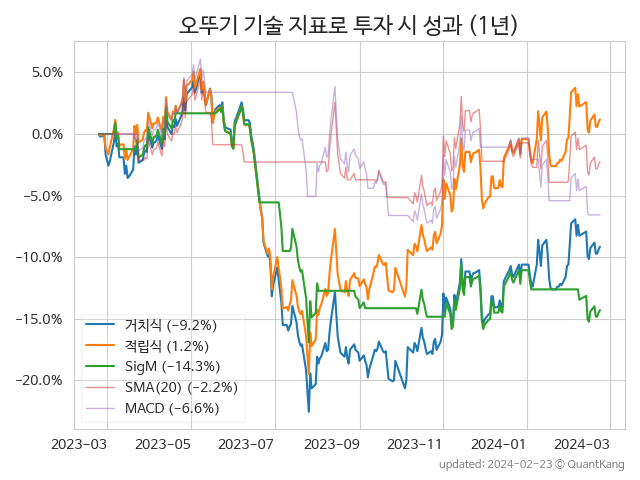 오뚜기 기술 지표로 투자 시 성과 (1년)
5.0%
0.0%
−5.0%
−10.0%
−15.0%
−20.0%
거치식 (−9.2%)
적립식 (1.2%)
SigM (−14.3%)
SMA(20) (−2.2%)
MACD (−6.6%)
2023−03
2023−05
2023−07
2023−09
2023−11
2024−01
2024−03
updated: 2024−02−23 ⓒ QuantKang